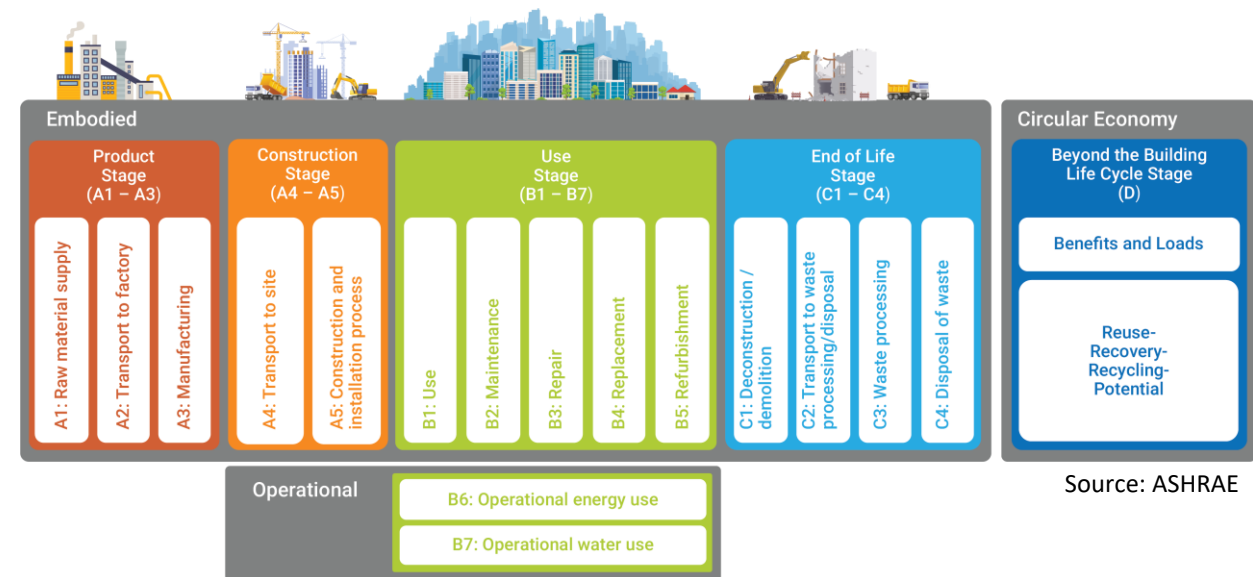 Embodied
Product
Stage
(A1 – A3)
A1: Raw material supply
A2: Transport to factory
A3: Manufacturing
Construction
Stage
(A4 – A5)
A4: Transport to site
A5: Construction and
installation process
Use
Stage
(B1 – B7)
B1: Use
B2: Maintenance
B3: Repair
B4: Replacement
B5: Refurbishment
End of Life
Stage
(C1 – C4)
C1: Deconstruction /
demolition
C2: Transport to waste
processing/disposal
C3: Waste processing
C4: Disposal of waste
Circular Economy
Beyond the Building
Life Cycle Stage
(D)
Benefits and Loads
Reuse-
Recovery-
Recycling-
Potential
Operational
B6: Operational energy use
B7: Operational water use
Source: ASHRAE